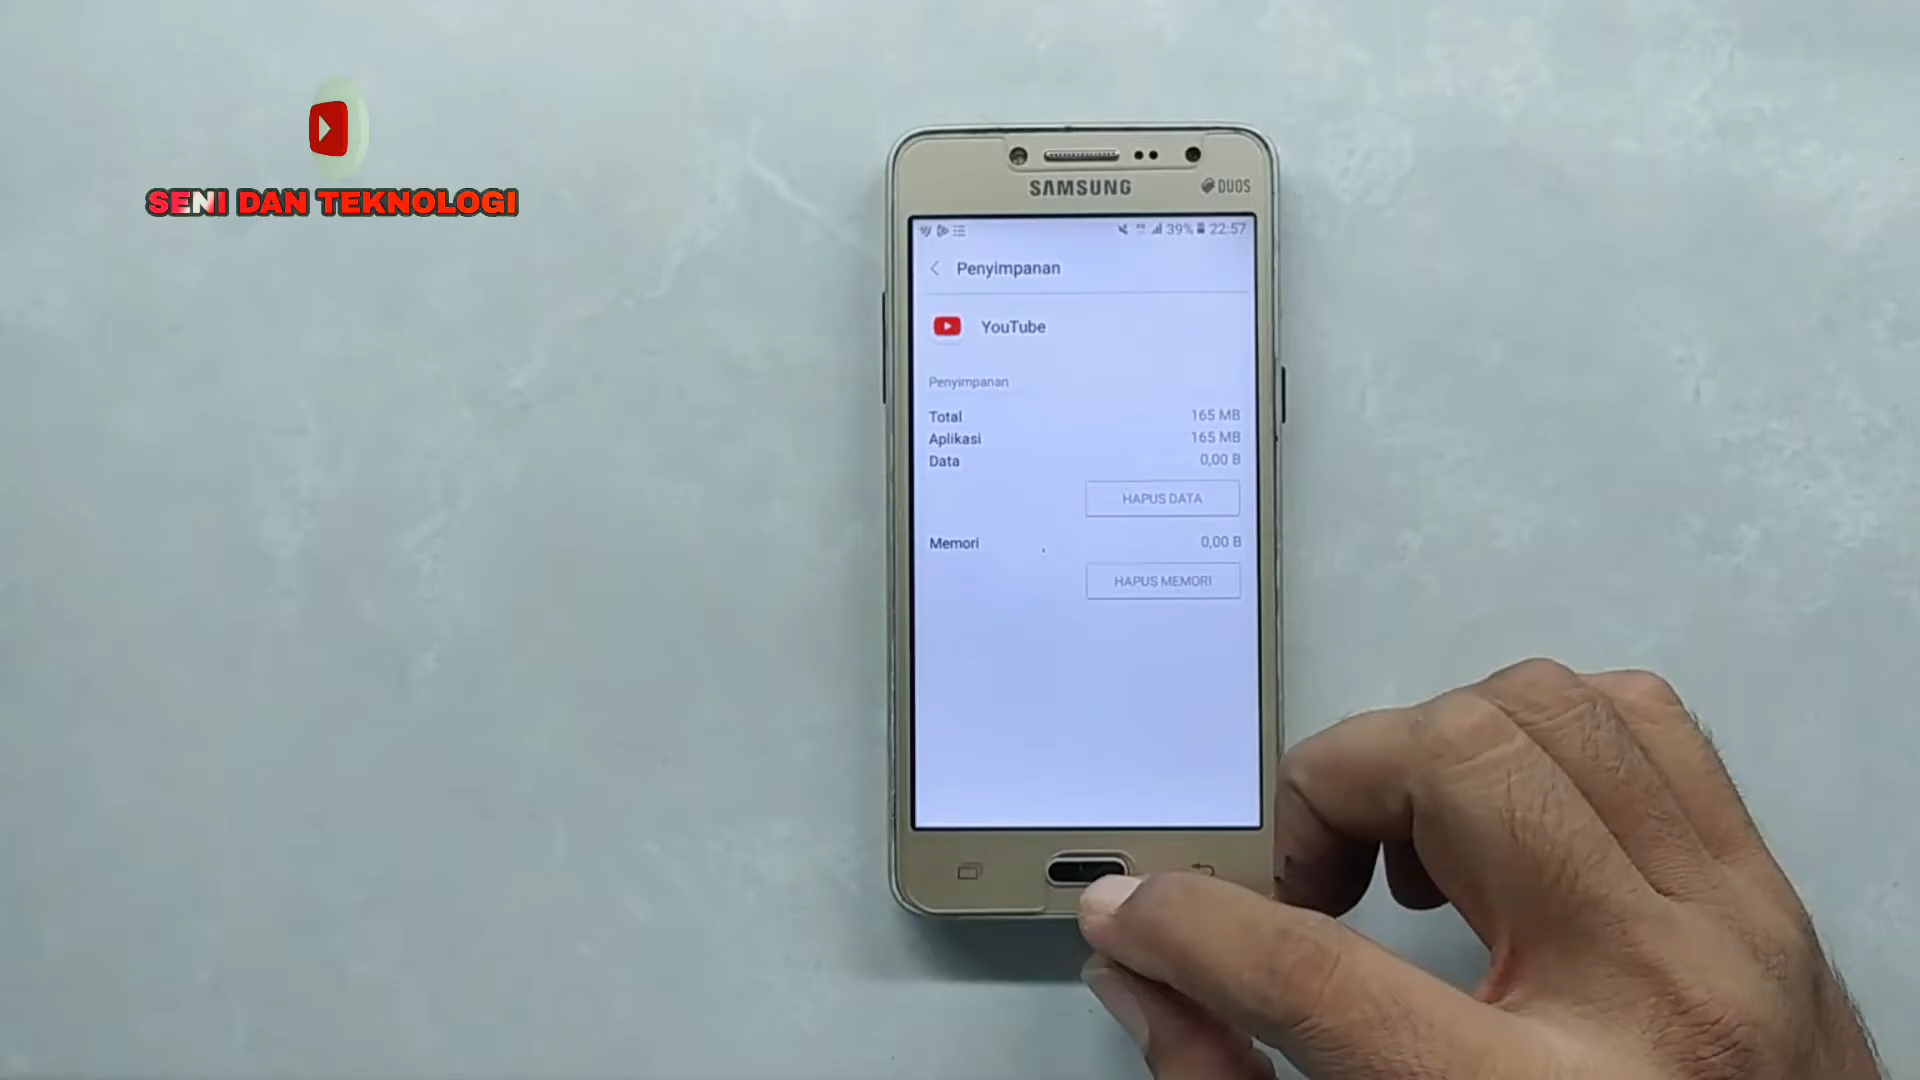 SENI DAN TEKNOLOGI
SAMSUNG
DUOS
39% 22:57
Penyimpanan
YouTube
Penyimpanan
Total 165 MB
Aplikasi 165 MB
Data 0,00 B
HAPUS DATA
Memori 0,00 B
HAPUS MEMORI